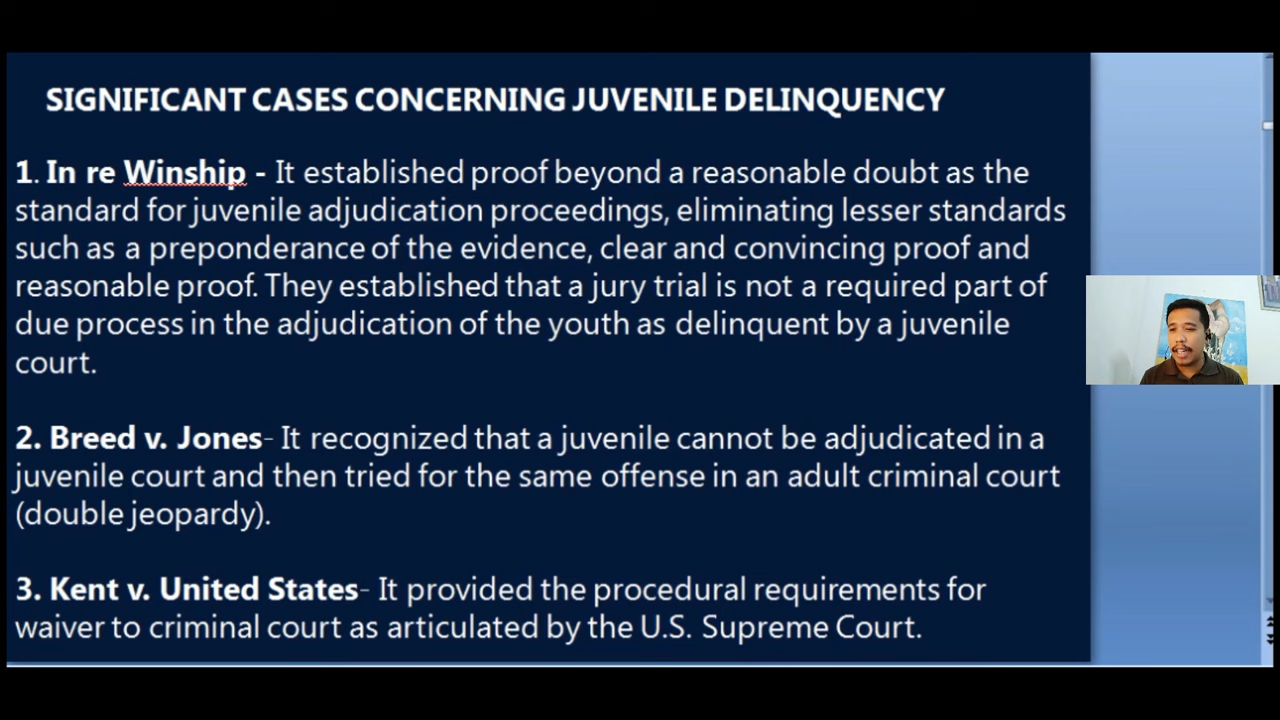 SIGNIFICANT CASES CONCERNING JUVENILE DELINQUENCY
1. In re Winship - It established proof beyond a reasonable doubt as the
standard for juvenile adjudication proceedings, eliminating lesser standards
such as a preponderance of the evidence, clear and convincing proof and
reasonable proof. They established that a jury trial is not a required part of
due process in the adjudication of the youth as delinquent by a juvenile
court.
2. Breed v. Jones- It recognized that a juvenile cannot be adjudicated in a
juvenile court and then tried for the same offense in an adult criminal court
(double jeopardy).
3. Kent v. United States- It provided the procedural requirements for
waiver to criminal court as articulated by the U.S. Supreme Court.